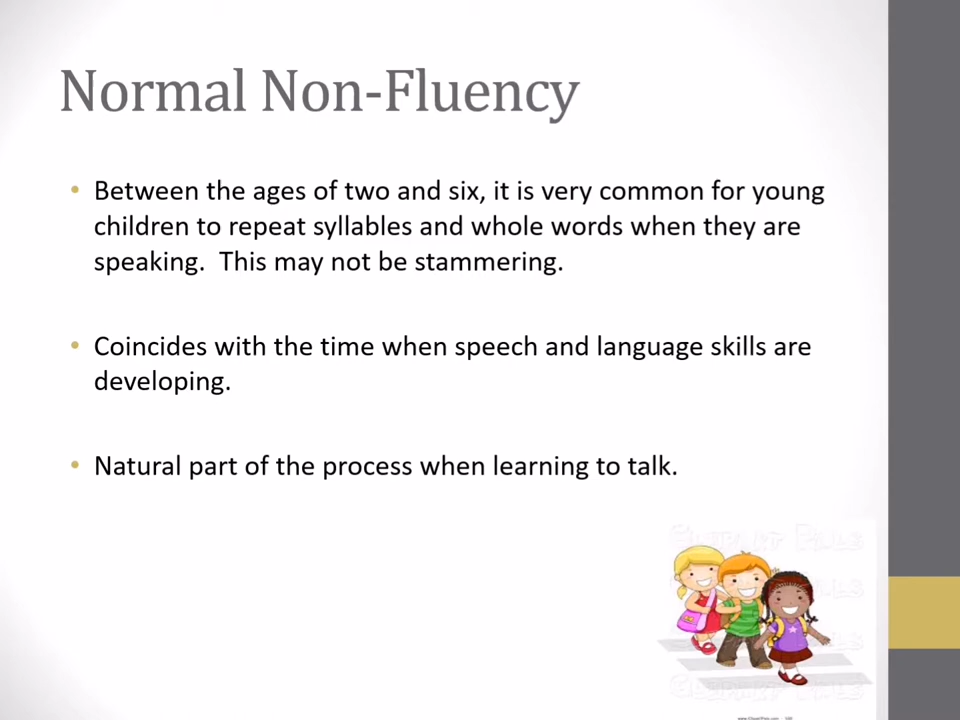 Normal Non-Fluency
• Between the ages of two and six, it is very common for young
children to repeat syllables and whole words when they are
speaking.  This may not be stammering.
• Coincides with the time when speech and language skills are
developing.
• Natural part of the process when learning to talk.